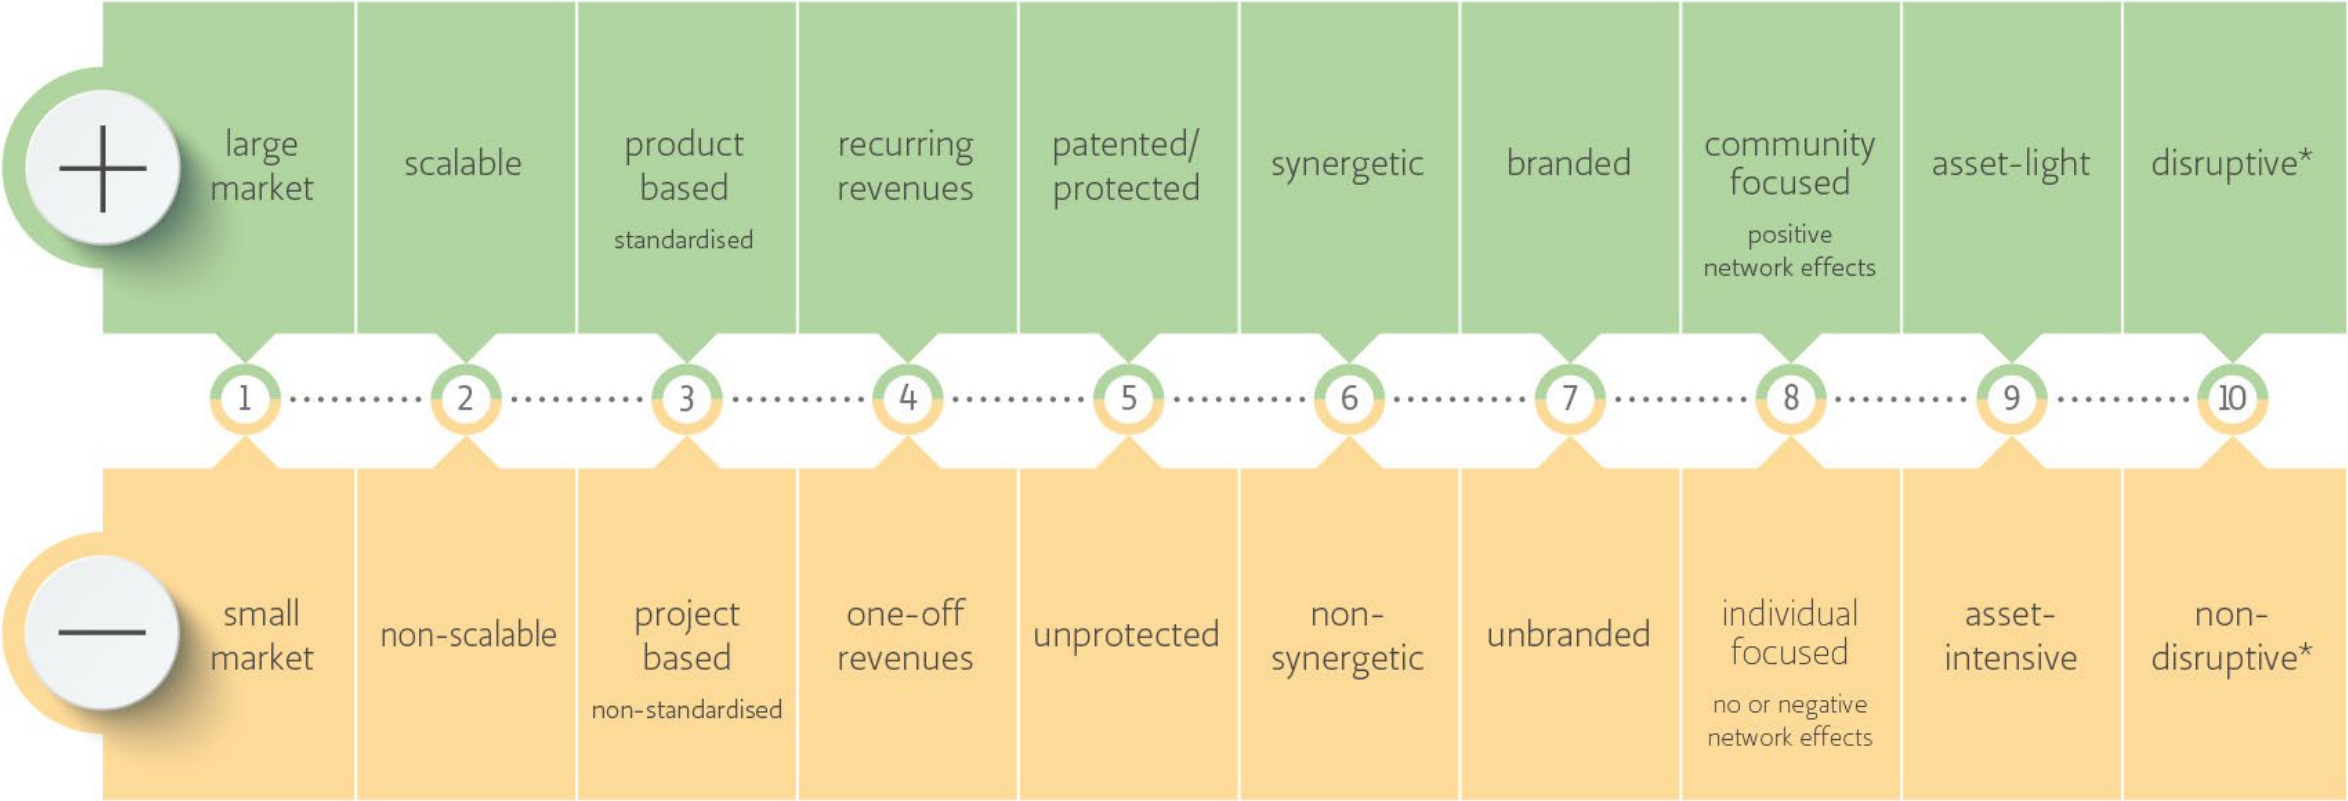 large
market
scalable
product
based
standardised
recurring
revenues
patented/
protected
synergetic
branded
community
focused
positive
network effects
asset-light
disruptive*
1
2
3
4
5
6
7
8
9
10
small
market
non-scalable
project
based
non-standardised
one-off
revenues
unprotected
non-
synergetic
unbranded
individual
focused
no or negative
network effects
asset-
intensive
non-
disruptive*